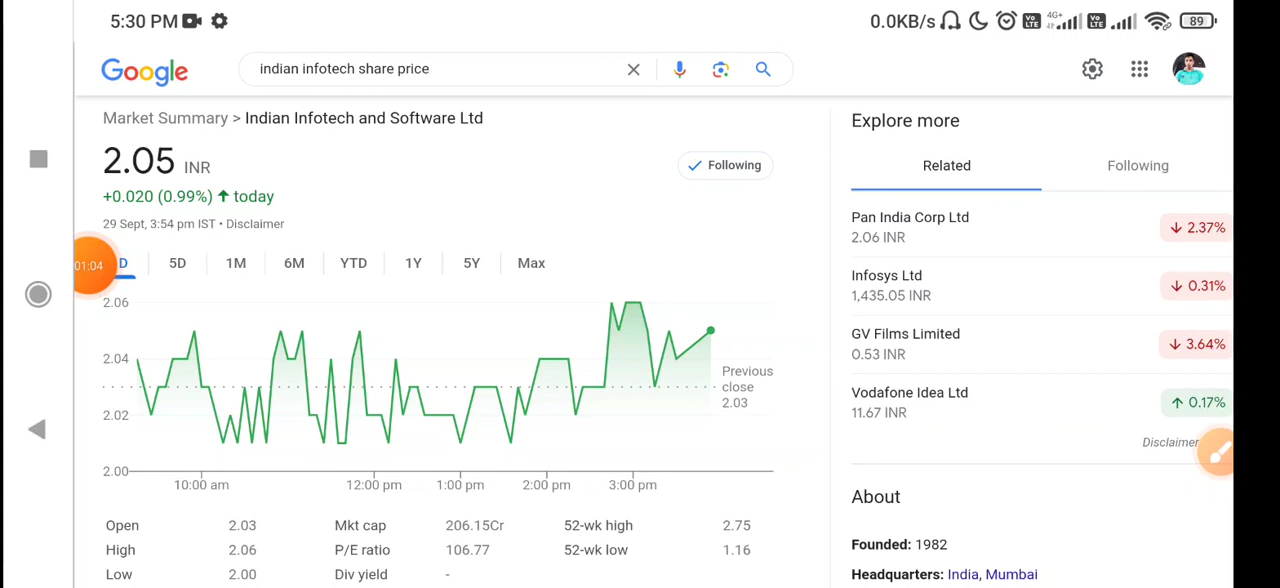 5:30 PM
0.0KB/s
Vo LTE
4G+
Vo LTE
89
Google
indian infotech share price
Market Summary > Indian Infotech and Software Ltd
2.05 INR
Following
+0.020 (0.99%) ↑ today
29 Sept, 3:54 pm IST • Disclaimer
01:04
D
5D
1M
6M
YTD
1Y
5Y
Max
2.06
2.04
2.02
2.00
Previous
close
2.03
10:00 am
12:00 pm
1:00 pm
2:00 pm
3:00 pm
Open 2.03 Mkt cap 206.15Cr 52-wk high 2.75
High 2.06 P/E ratio 106.77 52-wk low 1.16
Low 2.00 Div yield -
Explore more
Related
Following
Pan India Corp Ltd
2.06 INR
↓ 2.37%
Infosys Ltd
1,435.05 INR
↓ 0.31%
GV Films Limited
0.53 INR
↓ 3.64%
Vodafone Idea Ltd
11.67 INR
↑ 0.17%
Disclaimer
About
Founded: 1982
Headquarters: India, Mumbai